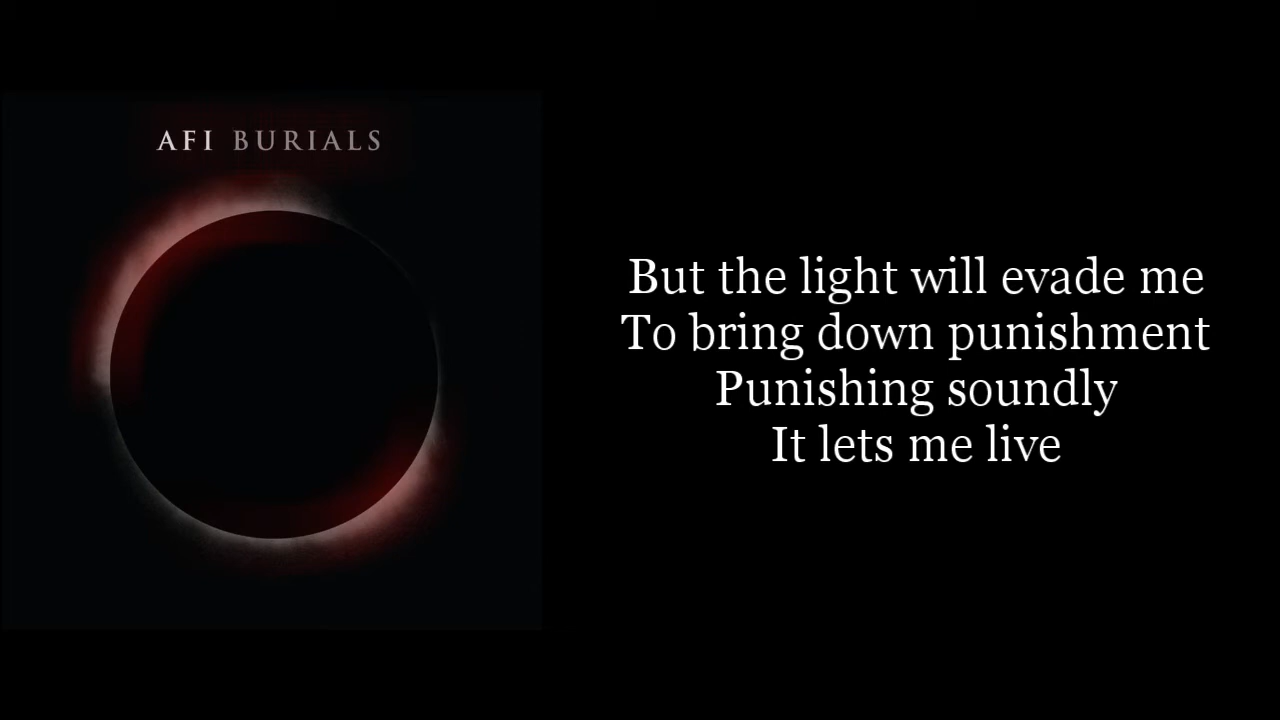 AFI BURIALS
But the light will evade me
To bring down punishment
Punishing soundly
It lets me live